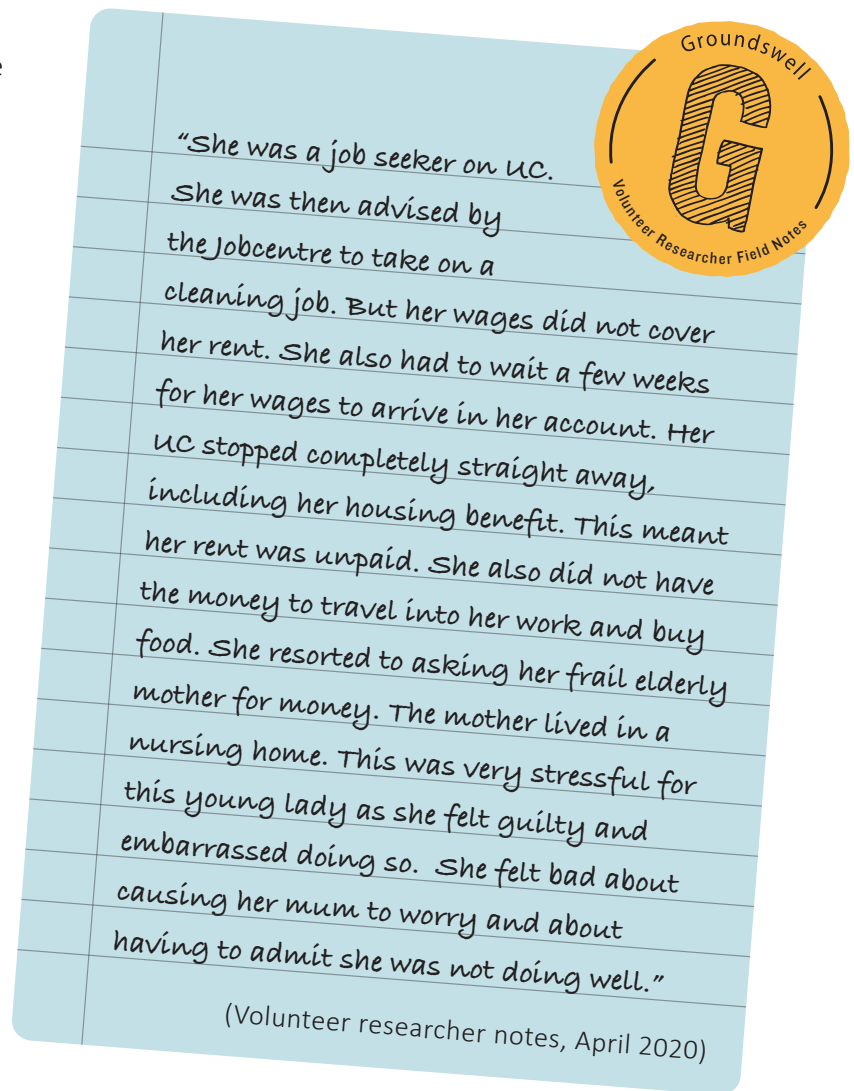 e
Groundswell
G
Volunteer Researcher Field Notes
“She was a job seeker on UC.
She was then advised by
the Jobcentre to take on a
cleaning job. But her wages did not cover
her rent. She also had to wait a few weeks
for her wages to arrive in her account. Her
UC stopped completely straight away,
including her housing benefit. This meant
her rent was unpaid. She also did not have
the money to travel into her work and buy
food. She resorted to asking her frail elderly
mother for money. The mother lived in a
nursing home. This was very stressful for
this young lady as she felt guilty and
embarrassed doing so.  She felt bad about
causing her mum to worry and about
having to admit she was not doing well.”
(Volunteer researcher notes, April 2020)